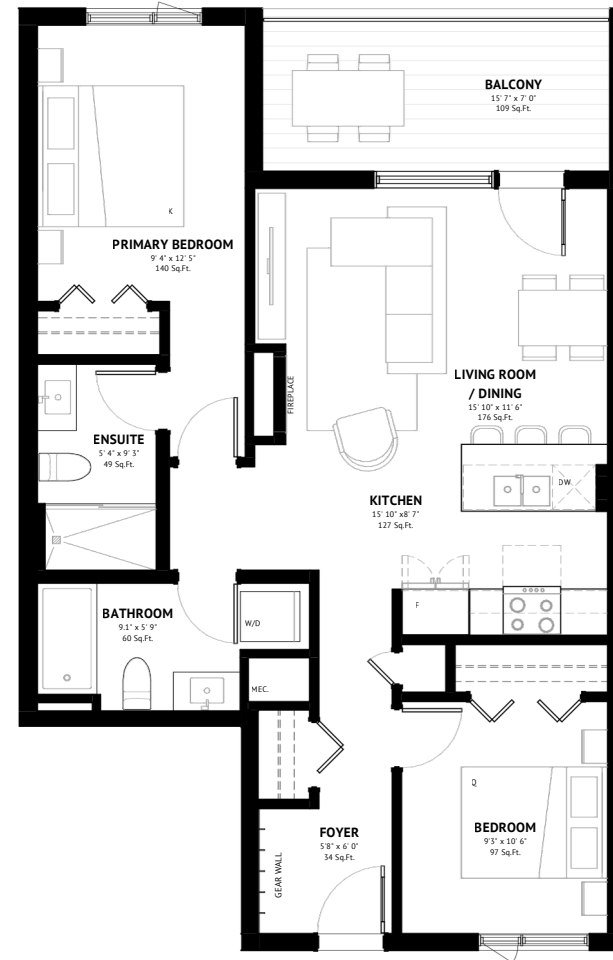 BALCONY
15' 7" x 7' 0"
109 Sq.Ft.
K
PRIMARY BEDROOM
9' 4" x 12' 5"
140 Sq.Ft.
FIREPLACE
LIVING ROOM
/ DINING
15' 10" x 11' 6"
176 Sq.Ft.
ENSUITE
5' 4" x 9' 3"
49 Sq.Ft.
DW.
KITCHEN
15' 10" x8' 7"
127 Sq.Ft.
F
BATHROOM
9.1" x 5' 9"
60 Sq.Ft.
W/D
MEC.
Q
FOYER
5'8" x 6' 0"
34 Sq.Ft.
BEDROOM
9'3" x 10' 6"
97 Sq.Ft.
GEAR WALL